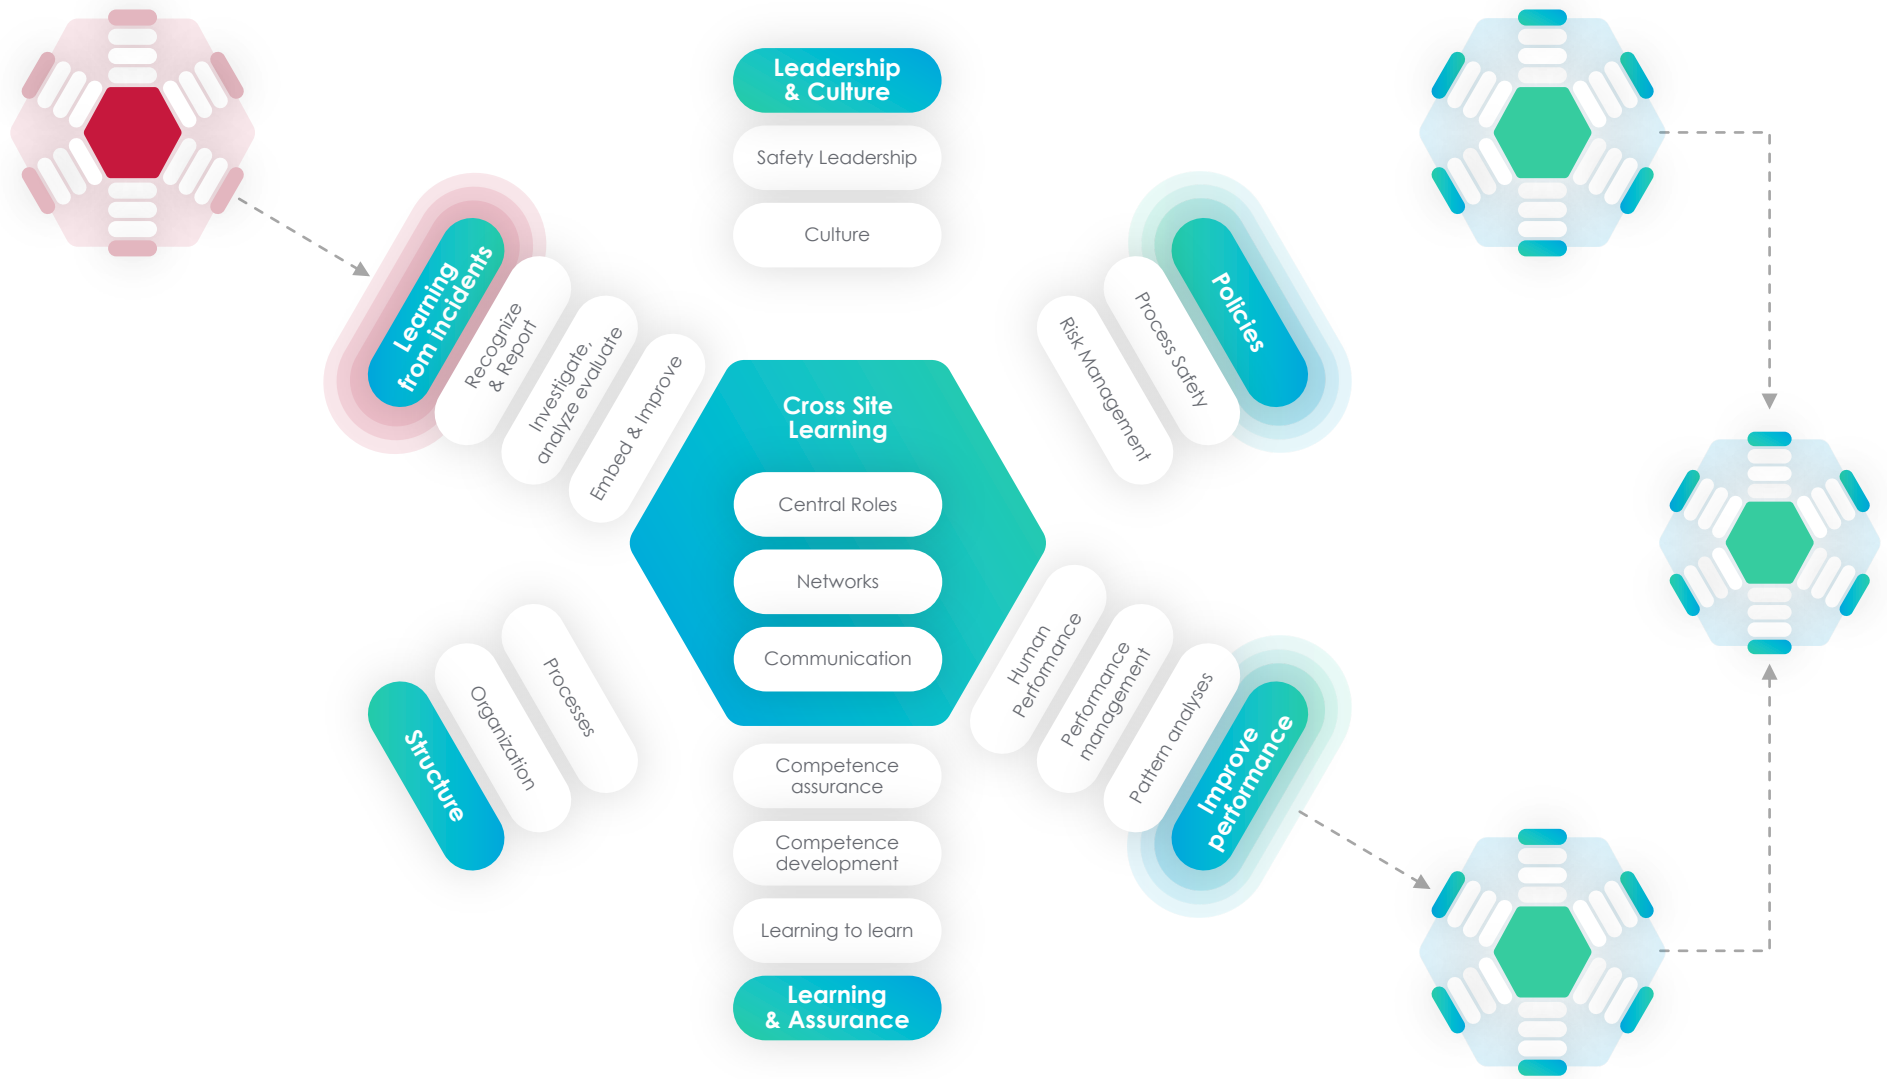 Leadership
& Culture
Safety Leadership
Culture
Learning
from incidents
Recognize
& Report
Investigate,
analyze evaluate
Embed & Improve
Policies
Process Safety
Risk Management
Cross Site
Learning
Central Roles
Networks
Communication
Structure
Organization
Processes
Human
Performance
Performance
management
Pattern analyses
Improve
performance
Competence
assurance
Competence
development
Learning to learn
Learning
& Assurance